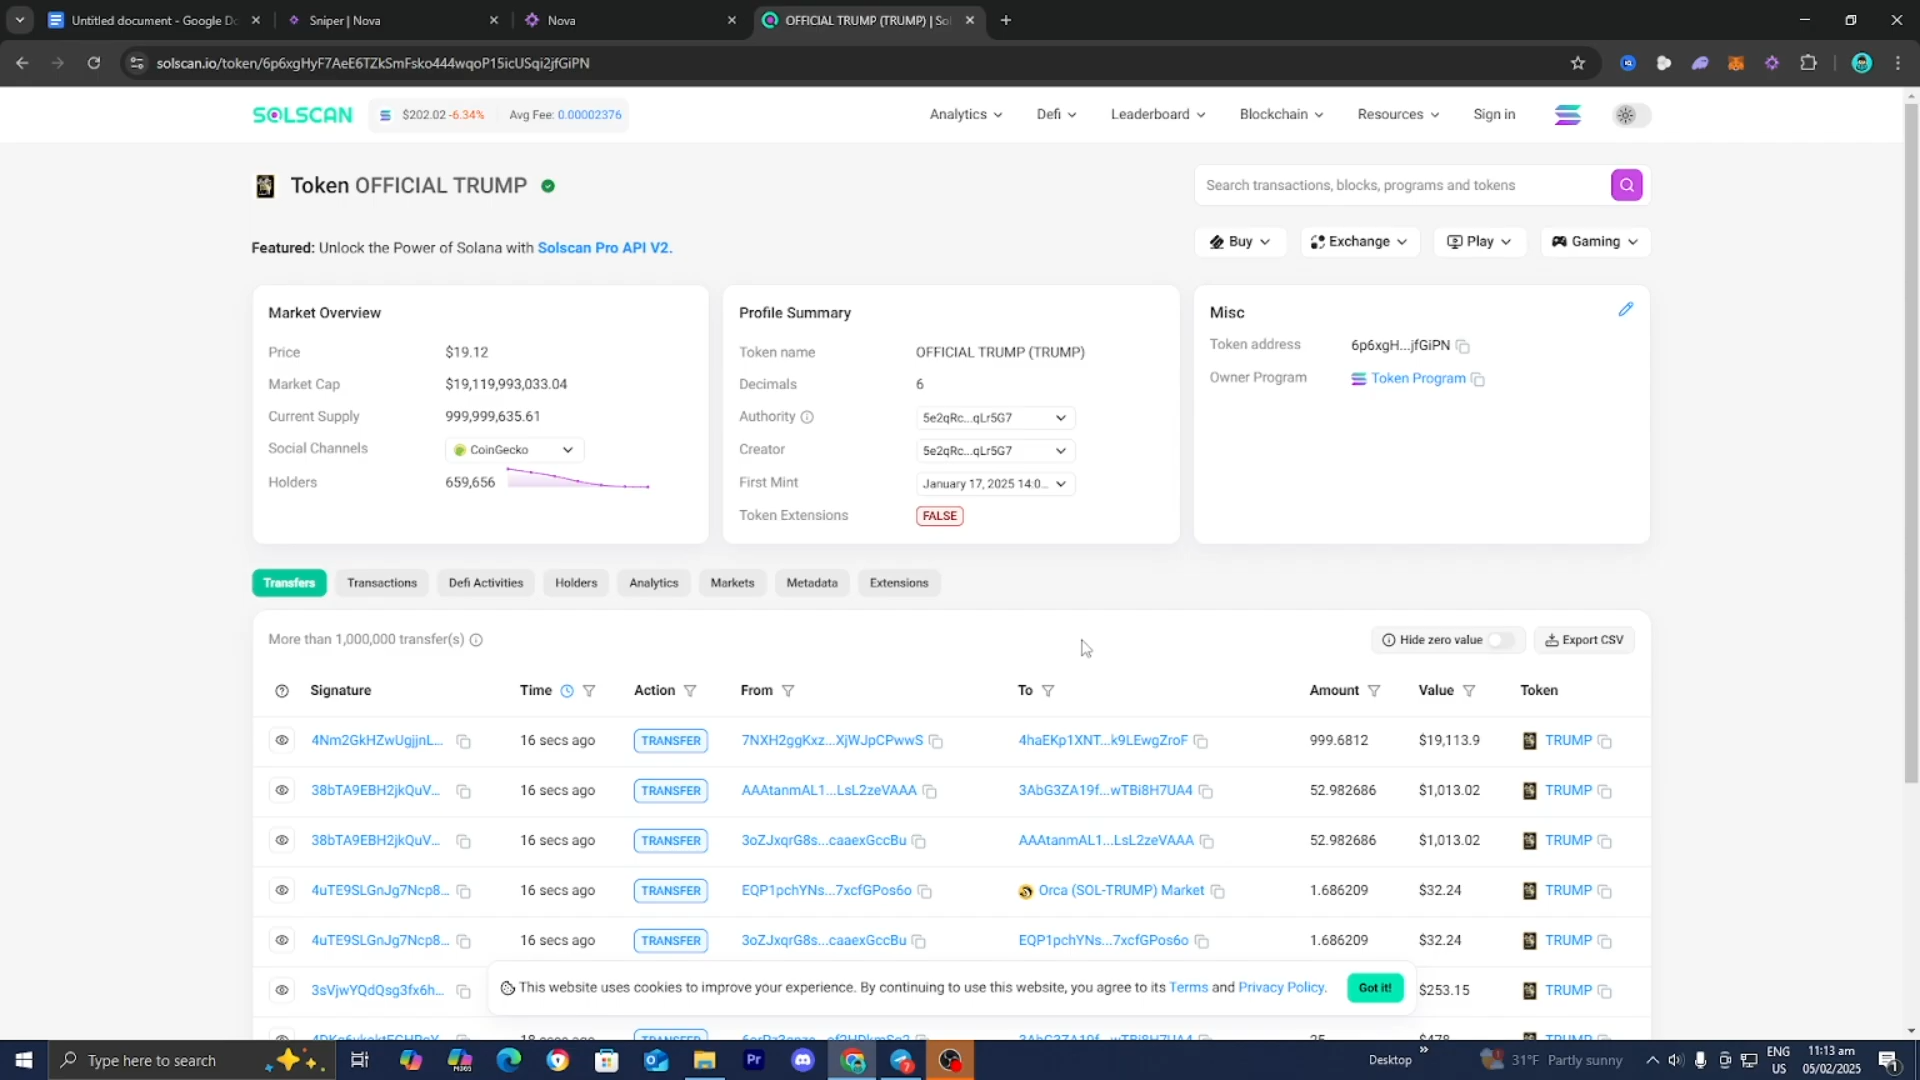 Untitled document - Google Do
Sniper | Nova
Nova
OFFICIAL TRUMP (TRUMP) | Sol
solscan.io/token/6p6xgHyF7AeE6TZkSmFsko444wqoP15icUSqi2jfGiPN
SOLSCAN
$202.02 -6.34%
Avg Fee: 0.00002376
Analytics
Defi
Leaderboard
Blockchain
Resources
Sign in
Token OFFICIAL TRUMP
Search transactions, blocks, programs and tokens
Featured: Unlock the Power of Solana with Solscan Pro API V2.
Buy
Exchange
Play
Gaming
Market Overview
Price $19.12
Market Cap $19,119,993,033.04
Current Supply 999,999,635.61
Social Channels CoinGecko
Holders 659,656
Profile Summary
Token name OFFICIAL TRUMP (TRUMP)
Decimals 6
Authority 5e2qRc...qLr5G7
Creator 5e2qRc...qLr5G7
First Mint January 17, 2025 14:0...
Token Extensions FALSE
Misc
Token address 6p6xgH...jfGiPN
Owner Program Token Program
Transfers Transactions Defi Activities Holders Analytics Markets Metadata Extensions
More than 1,000,000 transfer(s)
Hide zero value
Export CSV
Signature Time Action From To Amount Value Token
4Nm2GkHZwUgjjnL... 16 secs ago TRANSFER 7NXH2ggKxz...XjWJpCPwwS 4haEKp1XNT...k9LEwgZroF 999.6812 $19,113.9 TRUMP
38bTA9EBH2jkQuV... 16 secs ago TRANSFER AAAtanmAL1...LsL2zeVAAA 3AbG3ZA19f...wTBi8H7UA4 52.982686 $1,013.02 TRUMP
38bTA9EBH2jkQuV... 16 secs ago TRANSFER 3oZJxqrG8s...caaexGccBu AAAtanmAL1...LsL2zeVAAA 52.982686 $1,013.02 TRUMP
4uTE9SLGnJg7Ncp8... 16 secs ago TRANSFER EQP1pchYNs...7xcfGPos6o Orca (SOL-TRUMP) Market 1.686209 $32.24 TRUMP
4uTE9SLGnJg7Ncp8... 16 secs ago TRANSFER 3oZJxqrG8s...caaexGccBu EQP1pchYNs...7xcfGPos6o 1.686209 $32.24 TRUMP
3sVjwYQdQsg3fx6h... $253.15 TRUMP
This website uses cookies to improve your experience. By continuing to use this website, you agree to its Terms and Privacy Policy.
Got it!
Type here to search
Desktop
31°F Partly sunny
ENG
US
11:13 am
05/02/2025